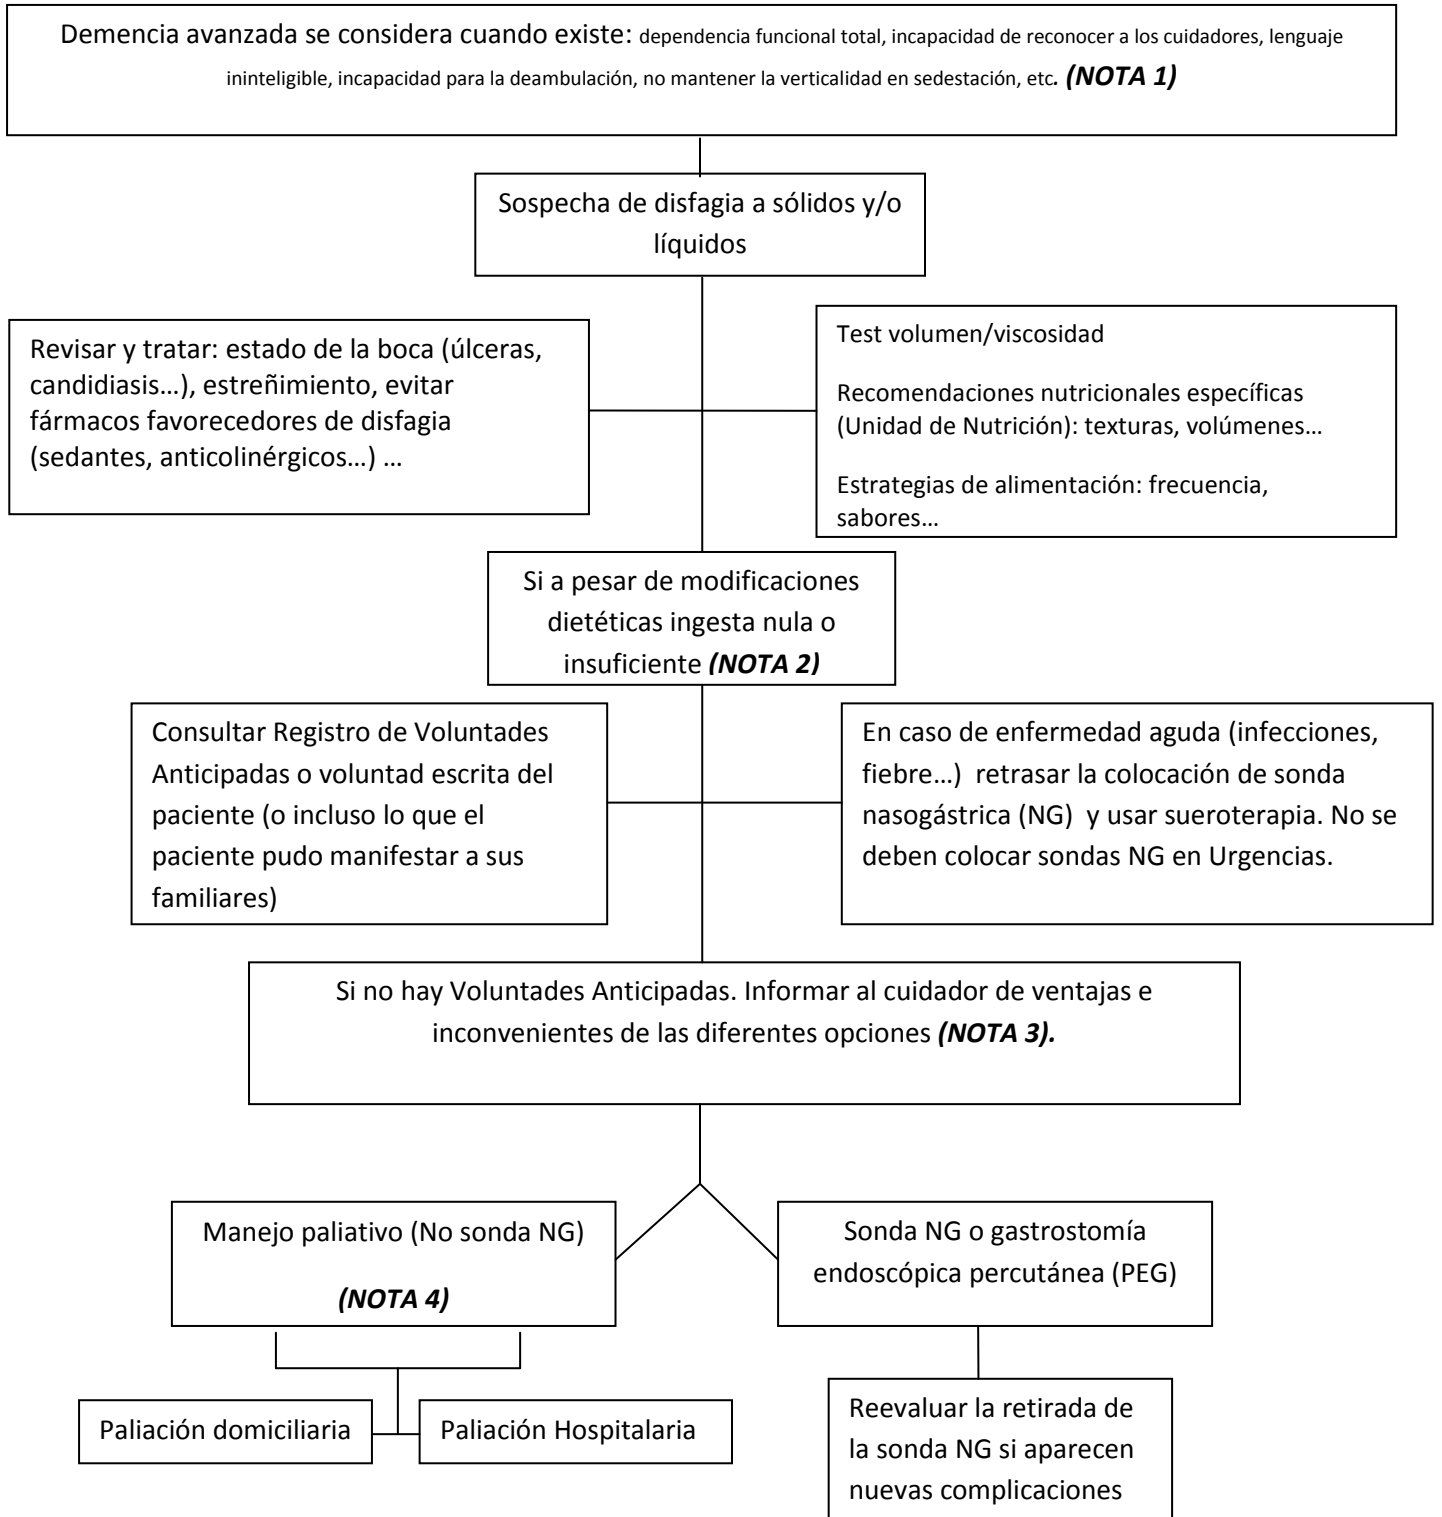 Demencia avanzada se considera cuando existe: dependencia funcional total, incapacidad de reconocer a los cuidadores, lenguaje
ininteligible, incapacidad para la deambulación, no mantener la verticalidad en sedestación, etc. (NOTA 1)
Sospecha de disfagia a sólidos y/o
líquidos
Revisar y tratar: estado de la boca (úlceras,
candidiasis…), estreñimiento, evitar
fármacos favorecedores de disfagia
(sedantes, anticolinérgicos…) …
Test volumen/viscosidad
Recomendaciones nutricionales específicas
(Unidad de Nutrición): texturas, volúmenes…
Estrategias de alimentación: frecuencia,
sabores…
Si a pesar de modificaciones
dietéticas ingesta nula o
insuficiente (NOTA 2)
Consultar Registro de Voluntades
Anticipadas o voluntad escrita del
paciente (o incluso lo que el
paciente pudo manifestar a sus
familiares)
En caso de enfermedad aguda (infecciones,
fiebre…) retrasar la colocación de sonda
nasogástrica (NG) y usar sueroterapia. No se
deben colocar sondas NG en Urgencias.
Si no hay Voluntades Anticipadas. Informar al cuidador de ventajas e
inconvenientes de las diferentes opciones (NOTA 3).
Manejo paliativo (No sonda NG)
(NOTA 4)
Sonda NG o gastrostomía
endoscópica percutánea (PEG)
Paliación domiciliaria
Paliación Hospitalaria
Reevaluar la retirada de
la sonda NG si aparecen
nuevas complicaciones